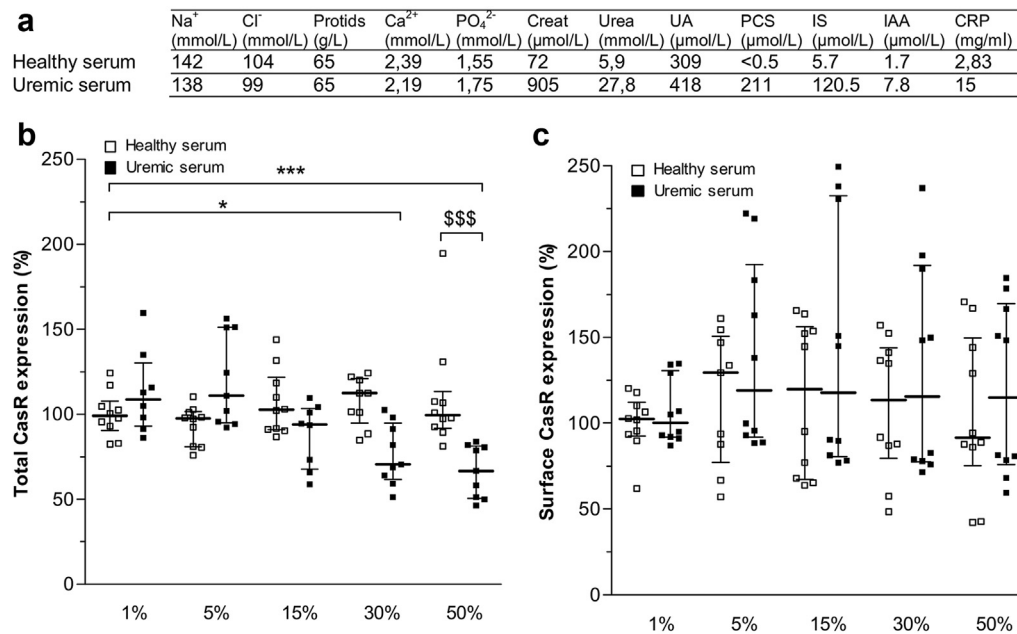 a
Na⁺ Cl⁻ Protids Ca²⁺ PO₄²⁻ Creat Urea UA PCS IS IAA CRP
(mmol/L) (mmol/L) (g/L) (mmol/L) (mmol/L) (µmol/L) (mmol/L) (µmol/L) (µmol/L) (µmol/L) (µmol/L) (mg/ml)
Healthy serum 142 104 65 2,39 1,55 72 5,9 309 <0.5 5.7 1.7 2,83
Uremic serum 138 99 65 2,19 1,75 905 27,8 418 211 120.5 7.8 15
b
Healthy serum
Uremic serum
Total CasR expression (%)
250
200
150
100
50
0
***
*
$$$
1% 5% 15% 30% 50%
c
Healthy serum
Uremic serum
Surface CasR expression (%)
250
200
150
100
50
0
1% 5% 15% 30% 50%